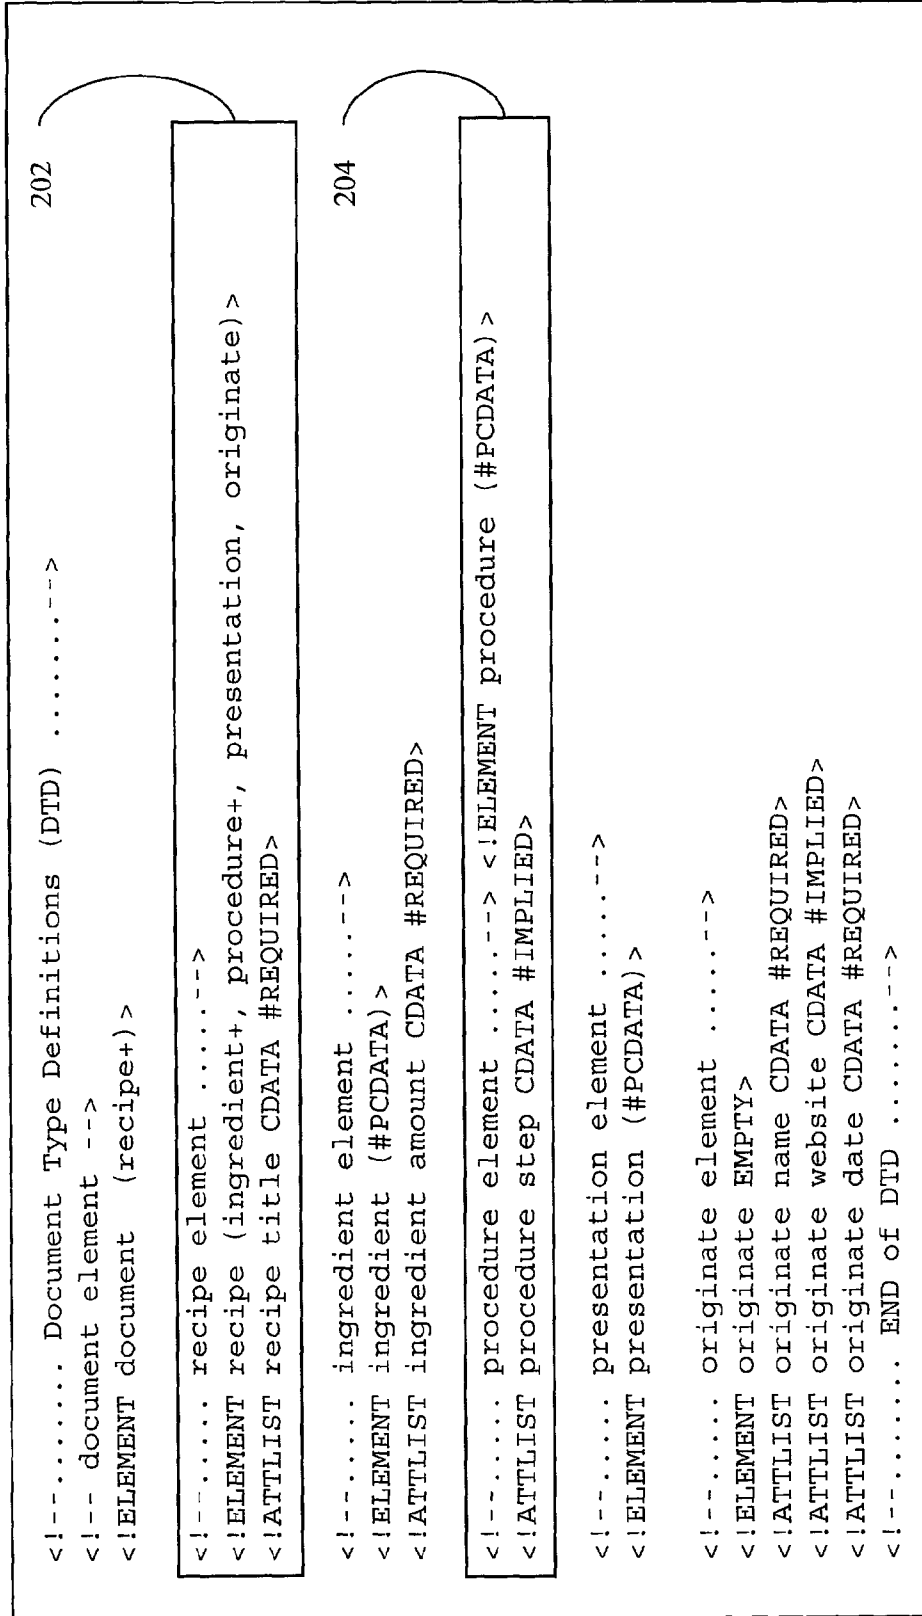 202
<!--....... Document Type Definitions (DTD) .......-->
<!-- document element -->
<!ELEMENT document (recipe+)>
<!--..... recipe element .....-->
<!ELEMENT recipe (ingredient+, procedure+, presentation, originate)>
<!ATTLIST recipe title CDATA #REQUIRED>
204
<!--..... ingredient element .....-->
<!ELEMENT ingredient (#PCDATA)>
<!ATTLIST ingredient amount CDATA #REQUIRED>
<!--..... procedure element .....--> <!ELEMENT procedure (#PCDATA)>
<!ATTLIST procedure step CDATA #IMPLIED>
<!--..... presentation element .....-->
<!ELEMENT presentation (#PCDATA)>
<!--..... originate element .....-->
<!ELEMENT originate EMPTY>
<!ATTLIST originate name CDATA #REQUIRED>
<!ATTLIST originate website CDATA #IMPLIED>
<!ATTLIST originate date CDATA #REQUIRED>
<!--....... END of DTD ........-->